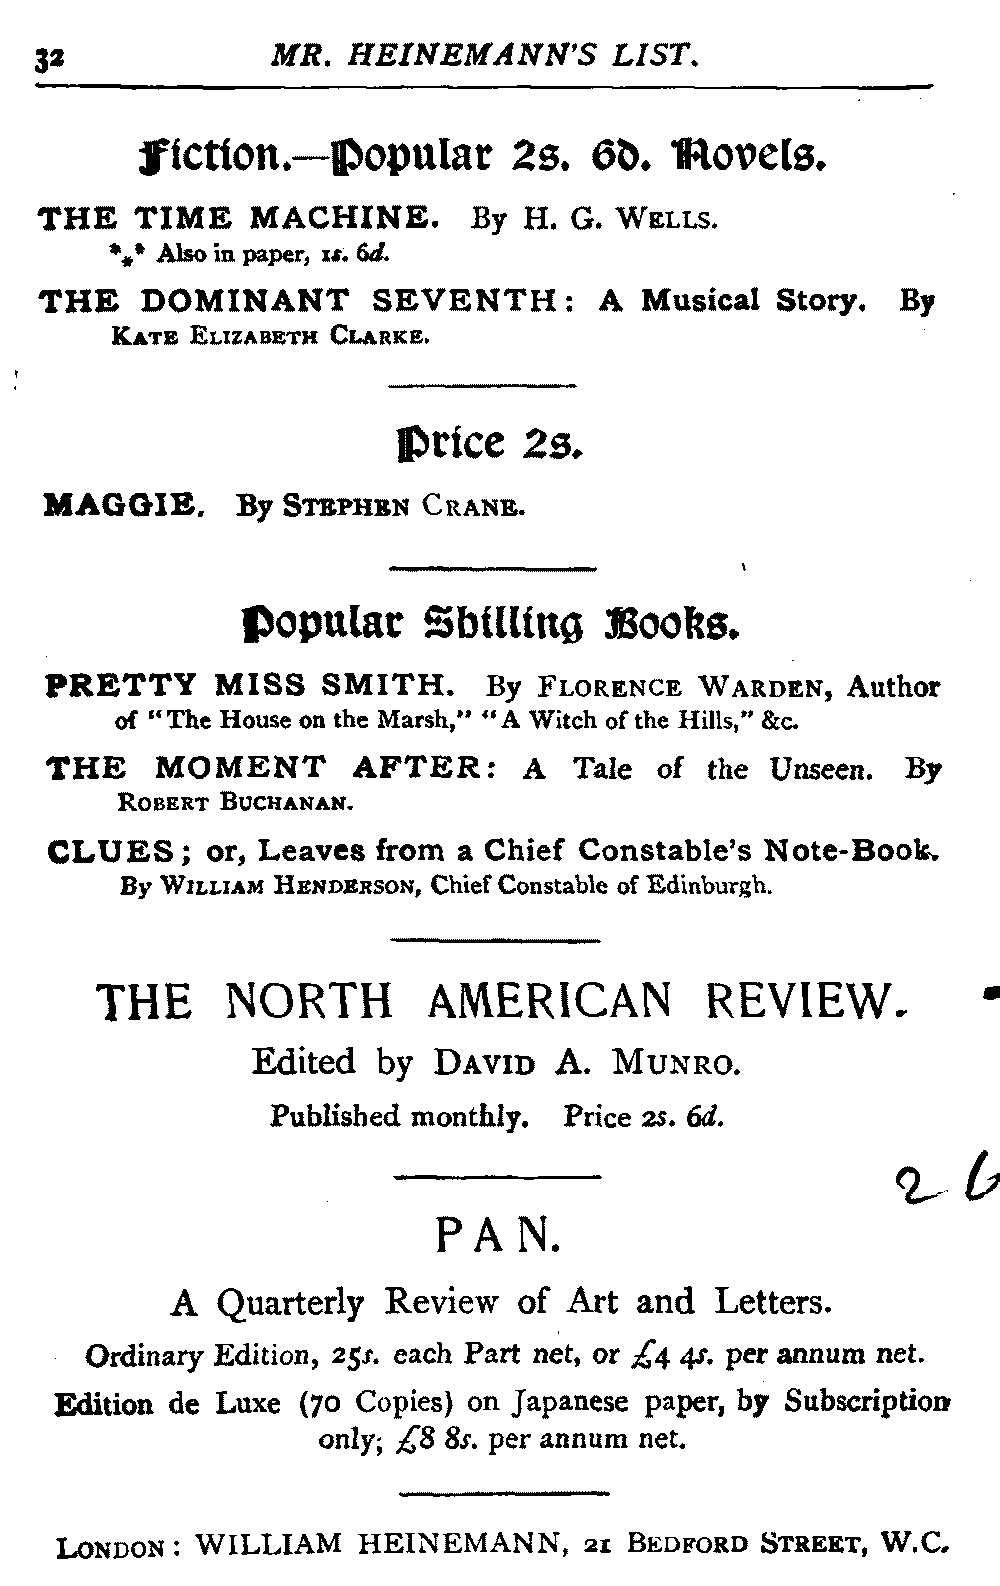 32 MR. HEINEMANN'S LIST.
Fiction.—Popular 2s. 6d. Novels.
THE TIME MACHINE. By H. G. WELLS.
*⁎* Also in paper, 1s. 6d.
THE DOMINANT SEVENTH: A Musical Story. By
KATE ELIZABETH CLARKE.
Price 2s.
MAGGIE. By STEPHEN CRANE.
Popular Shilling Books.
PRETTY MISS SMITH. By FLORENCE WARDEN, Author
of "The House on the Marsh," "A Witch of the Hills," &c.
THE MOMENT AFTER: A Tale of the Unseen. By
ROBERT BUCHANAN.
CLUES; or, Leaves from a Chief Constable's Note-Book.
By WILLIAM HENDERSON, Chief Constable of Edinburgh.
THE NORTH AMERICAN REVIEW.
Edited by DAVID A. MUNRO.
Published monthly. Price 2s. 6d.
26
PAN.
A Quarterly Review of Art and Letters.
Ordinary Edition, 25s. each Part net, or £4 4s. per annum net.
Edition de Luxe (70 Copies) on Japanese paper, by Subscription
only; £8 8s. per annum net.
LONDON: WILLIAM HEINEMANN, 21 BEDFORD STREET, W.C.